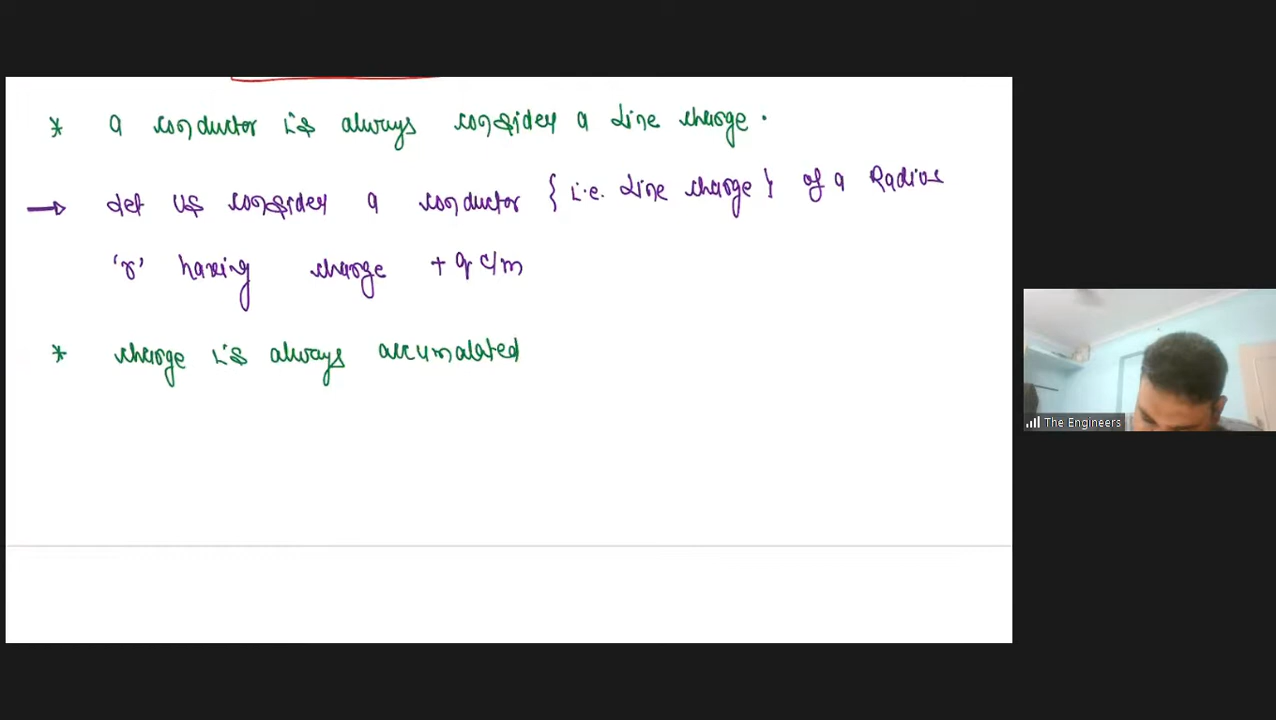 * a conductor is always consider a line charge .
→ Let us consider a conductor { i.e. Line charge } of a Radius
'r' having charge + q c/m
* charge is always accumalated
The Engineers